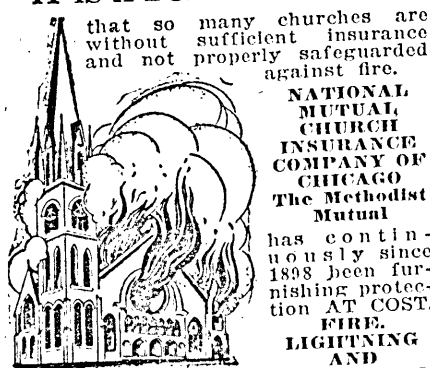 that so many churches are
without sufficient insurance
and not properly safeguarded
against fire.
NATIONAL
MUTUAL
CHURCH
INSURANCE
COMPANY OF
CHICAGO
The Methodist
Mutual
has contin-
uously since
1898 been fur-
nishing protec-
tion AT COST.
FIRE.
LIGHTNING
AND